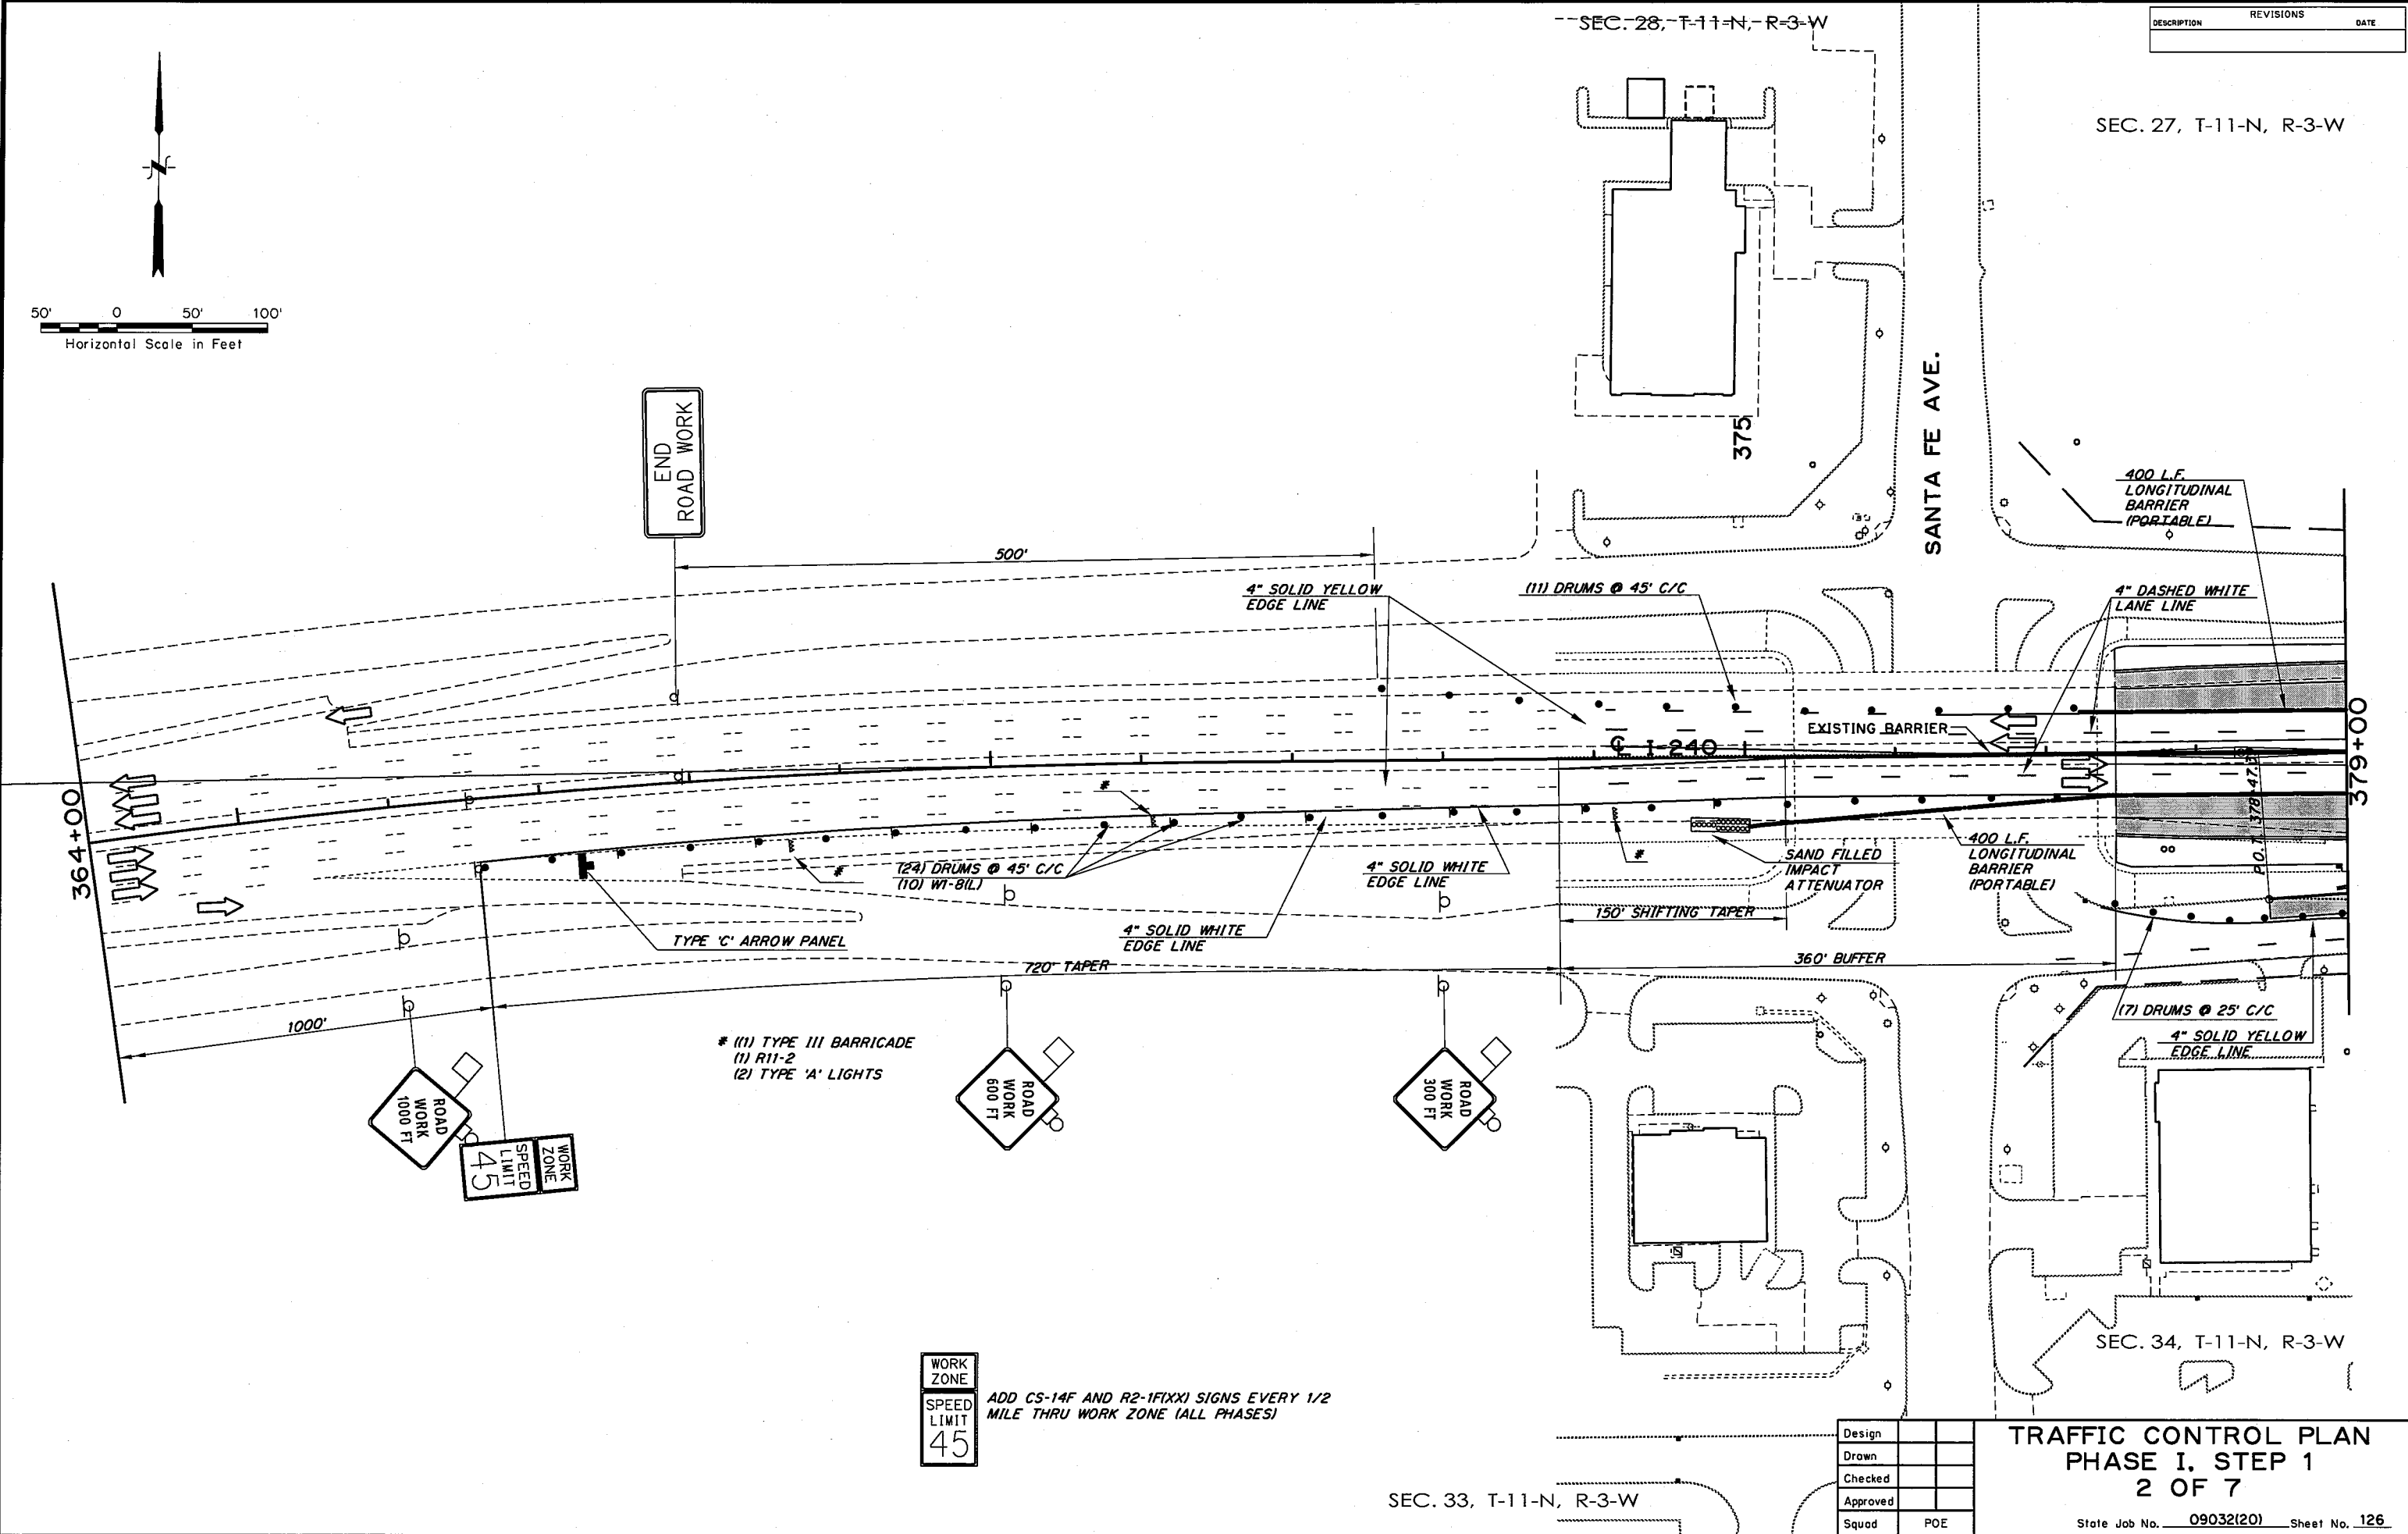 SEC. 28, T-11-N, R-3-W
REVISIONS
DESCRIPTION DATE
SEC. 27, T-11-N, R-3-W
N
50' 0 50' 100'
Horizontal Scale in Feet
END
ROAD WORK
375
SANTA FE AVE.
400 L.F.
LONGITUDINAL
BARRIER
(PORTABLE)
500'
4" SOLID YELLOW
EDGE LINE
(11) DRUMS @ 45' C/C
4" DASHED WHITE
LANE LINE
EXISTING BARRIER
℄ I-240
364+00
379+00
P.O.T. 378+47.
*
*
*
(24) DRUMS @ 45' C/C
(10) W1-8(L)
4" SOLID WHITE
EDGE LINE
SAND FILLED
IMPACT
ATTENUATOR
400 L.F.
LONGITUDINAL
BARRIER
(PORTABLE)
150' SHIFTING TAPER
TYPE 'C' ARROW PANEL
4" SOLID WHITE
EDGE LINE
720' TAPER
360' BUFFER
1000'
(7) DRUMS @ 25' C/C
4" SOLID YELLOW
EDGE LINE
* ((1) TYPE III BARRICADE
(1) R11-2
(2) TYPE 'A' LIGHTS
ROAD
WORK
1000 FT
ROAD
WORK
600 FT
ROAD
WORK
300 FT
WORK
ZONE
SPEED
LIMIT
45
WORK
ZONE
SPEED
LIMIT
45
ADD CS-14F AND R2-1F(XX) SIGNS EVERY 1/2
MILE THRU WORK ZONE (ALL PHASES)
SEC. 34, T-11-N, R-3-W
SEC. 33, T-11-N, R-3-W
Design
Drawn
Checked
Approved
Squad POE
TRAFFIC CONTROL PLAN
PHASE I, STEP 1
2 OF 7
State Job No. 09032(20) Sheet No. 126